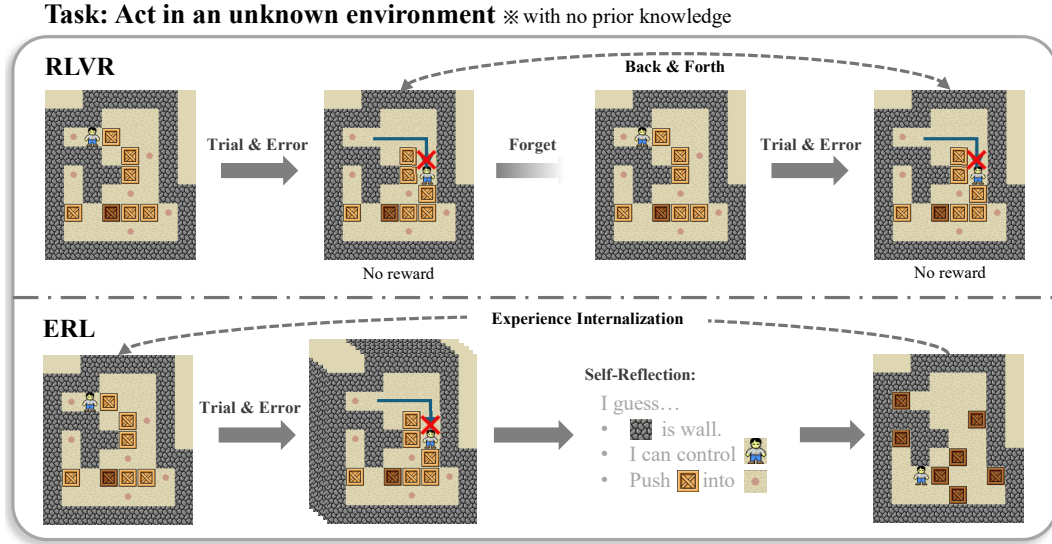 Task: Act in an unknown environment ※ with no prior knowledge
RLVR
Back & Forth
Trial & Error
Forget
Trial & Error
No reward
No reward
ERL
Experience Internalization
Trial & Error
Self-Reflection:
I guess…
• is wall.
• I can control
• Push into